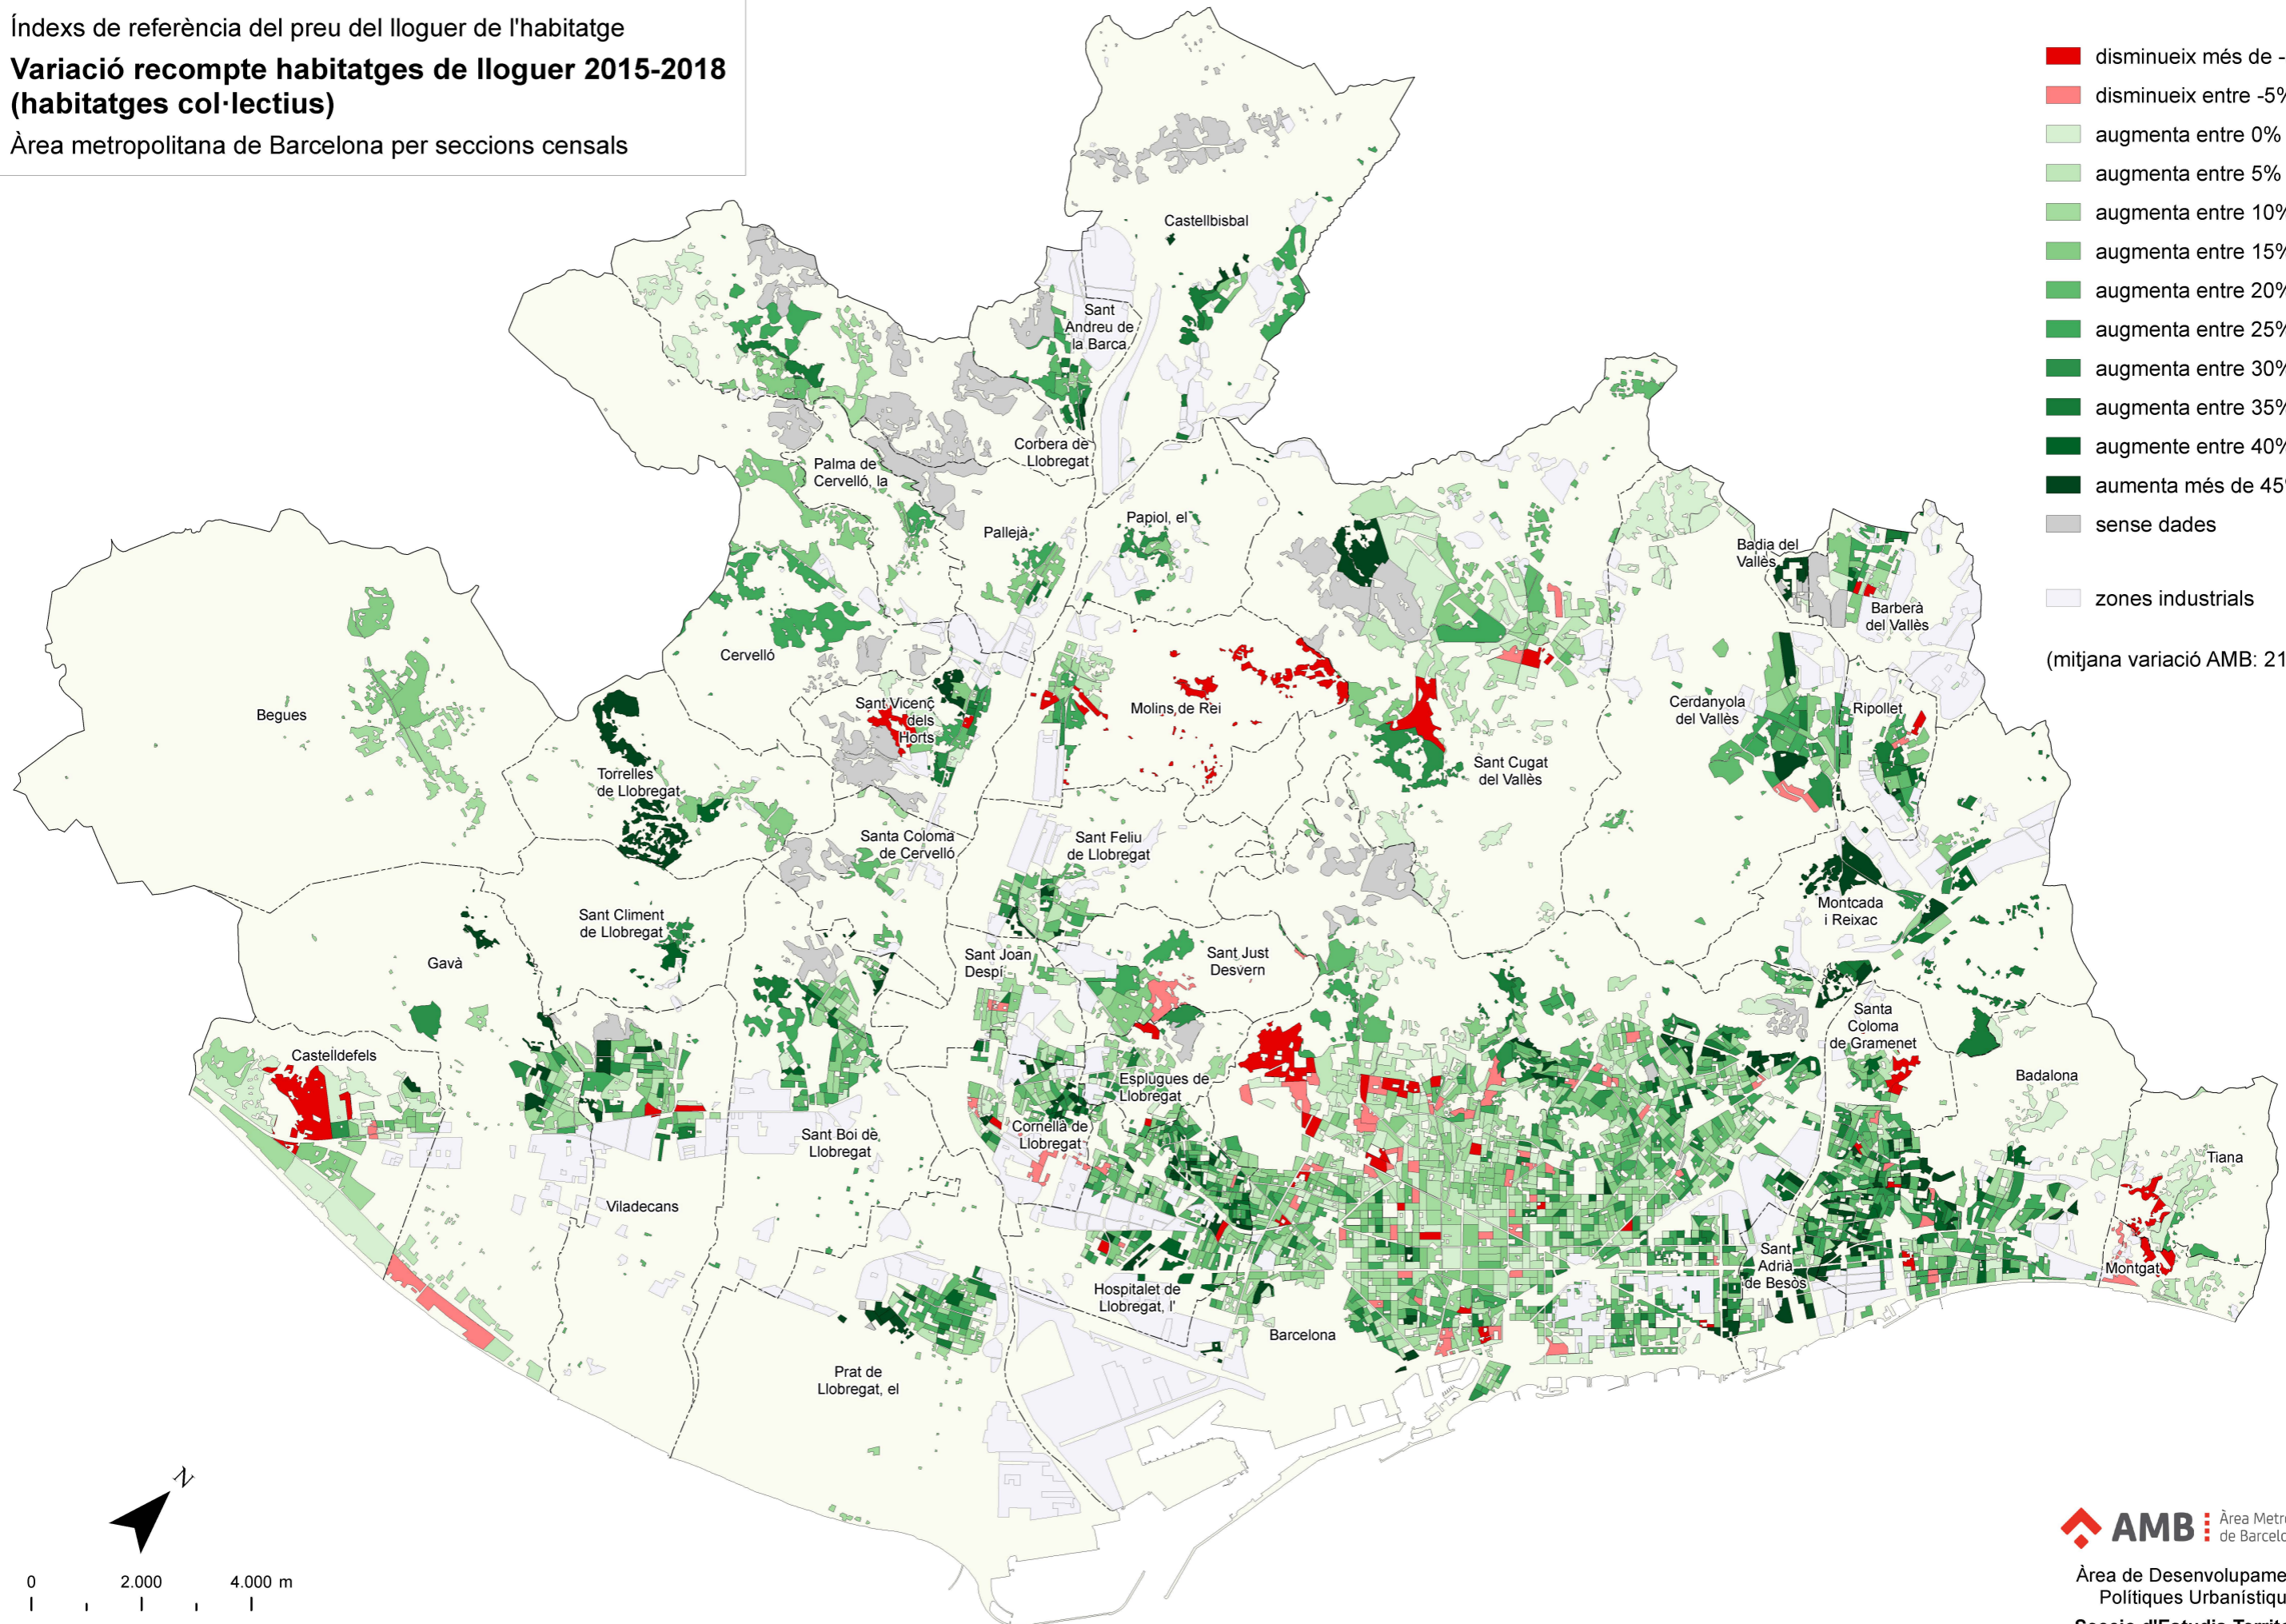 Índexs de referència del preu del lloguer de l'habitatge
Variació recompte habitatges de lloguer 2015-2018
(habitatges col·lectius)
Àrea metropolitana de Barcelona per seccions censals
disminueix més de -
disminueix entre -5%
augmenta entre 0%
augmenta entre 5%
augmenta entre 10%
augmenta entre 15%
augmenta entre 20%
augmenta entre 25%
augmenta entre 30%
augmenta entre 35%
augmente entre 40%
aumenta més de 45%
sense dades
zones industrials
(mitjana variació AMB: 21
Castellbisbal
Sant
Andreu de
la Barca
Corbera de
Llobregat
Palma de
Cervelló, la
Pallejà
Papiol, el
Badia del
Vallès
Barberà
del Vallès
Cervelló
Begues
Sant Vicenç
dels
Horts
Molins de Rei
Cerdanyola
del Vallès
Ripollet
Sant Cugat
del Vallès
Torrelles
de Llobregat
Santa Coloma
de Cervelló
Sant Feliu
de Llobregat
Montcada
i Reixac
Sant Climent
de Llobregat
Gavà
Sant Joan
Despí
Sant Just
Desvern
Santa
Coloma
de Gramenet
Castelldefels
Badalona
Esplugues de
Llobregat
Cornellà de
Llobregat
Sant Boi de
Llobregat
Tiana
Viladecans
Sant
Adrià
de Besòs
Montgat
Hospitalet de
Llobregat, l'
Barcelona
Prat de
Llobregat, el
N
0 2.000 4.000 m
AMB
Àrea Metro
de Barcelo
Àrea de Desenvolupame
Polítiques Urbanístiqu
Secció d'Estudis Territo